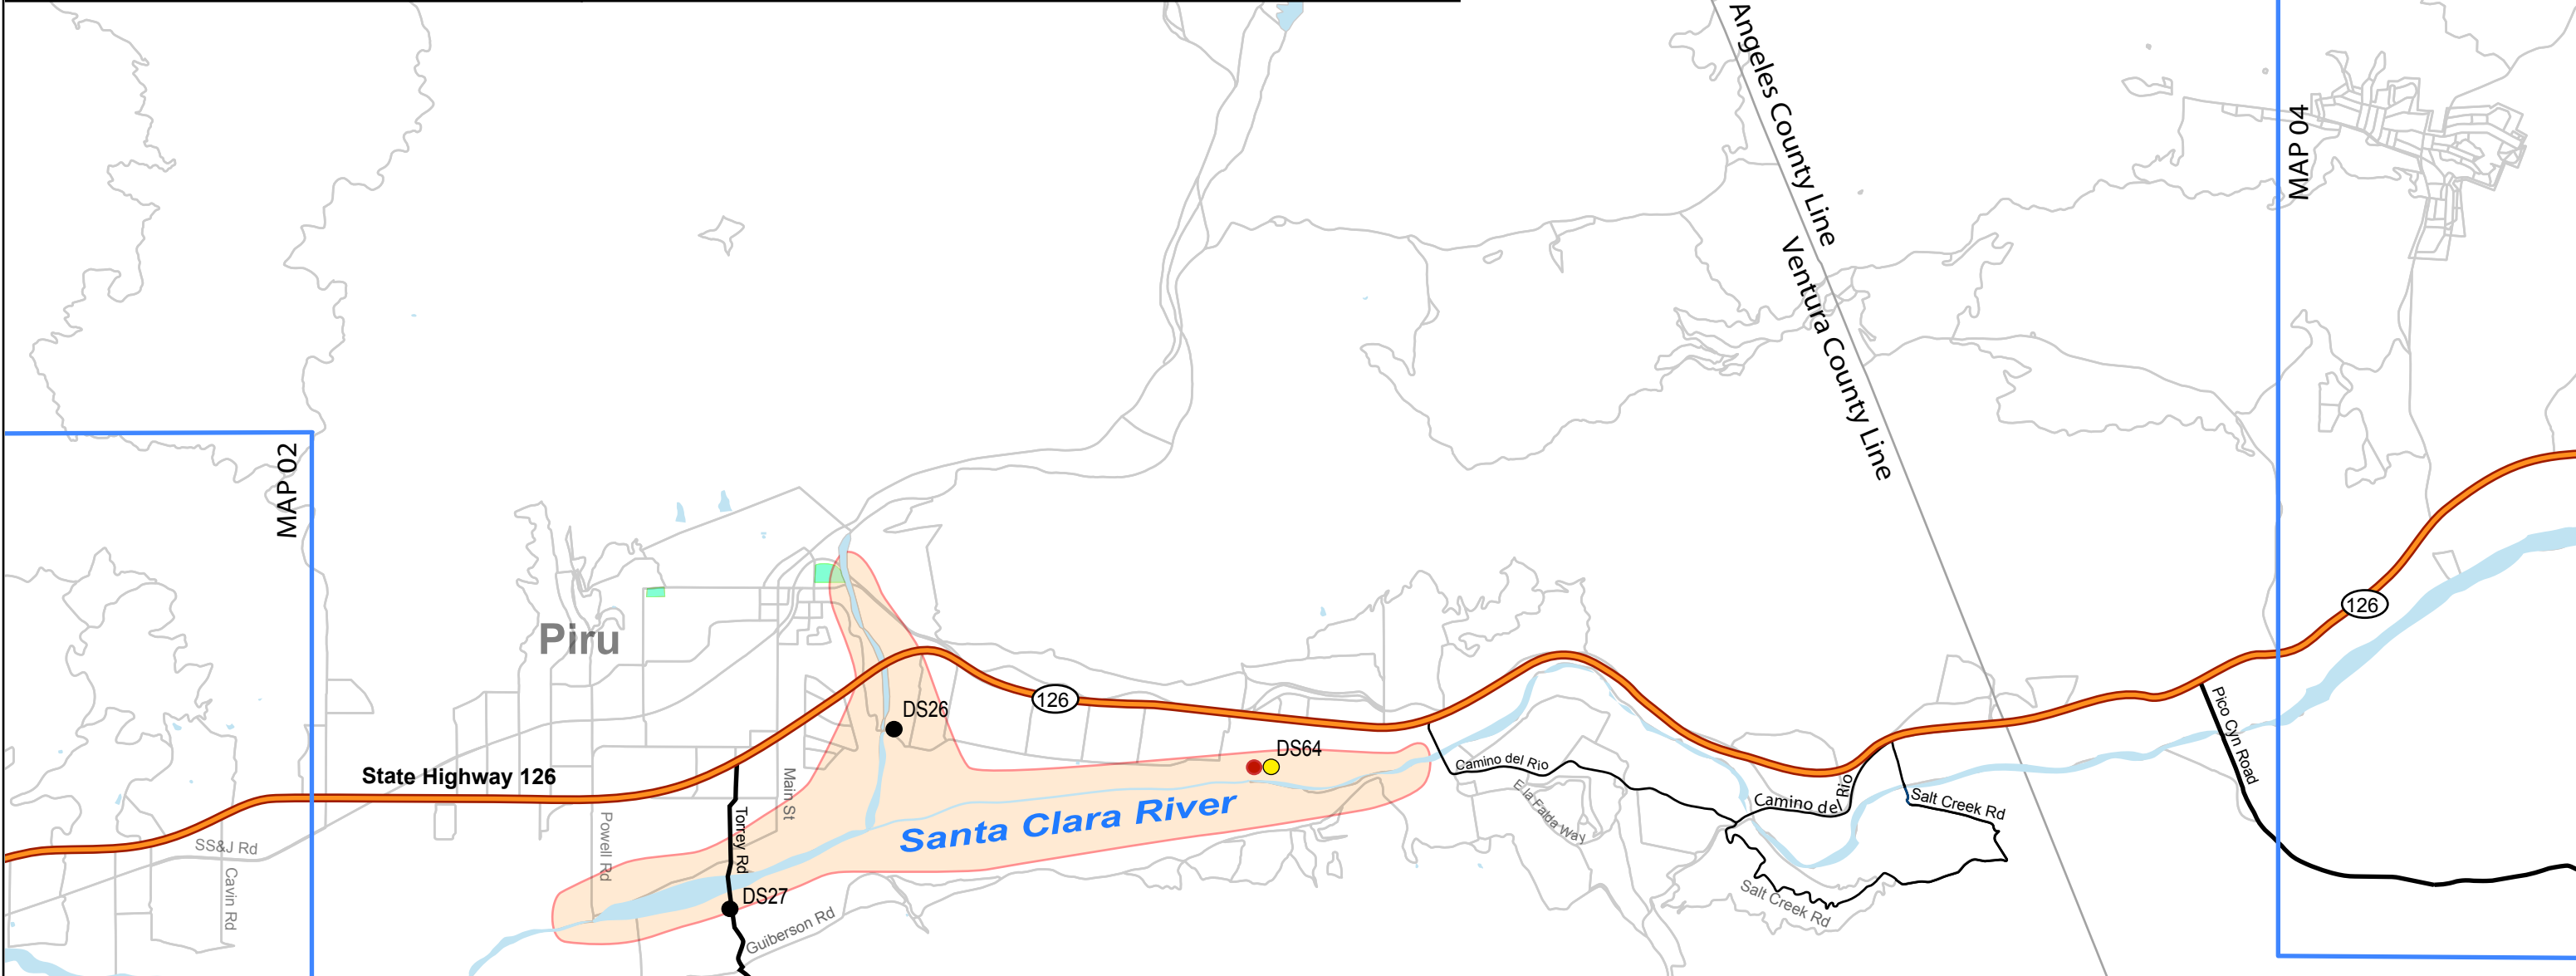 Angeles County Line
Ventura County Line
MAP 04
MAP 02
126
Piru
126
Pico Cyn Road
DS26
DS64
State Highway 126
Camino del Rio
Main St
E la Falda Way
Camino del Rio
Salt Creek Rd
Santa Clara River
Torrey Rd
Powell Rd
SS&J Rd
Cavin Rd
DS27
Guiberson Rd
Salt Creek Rd